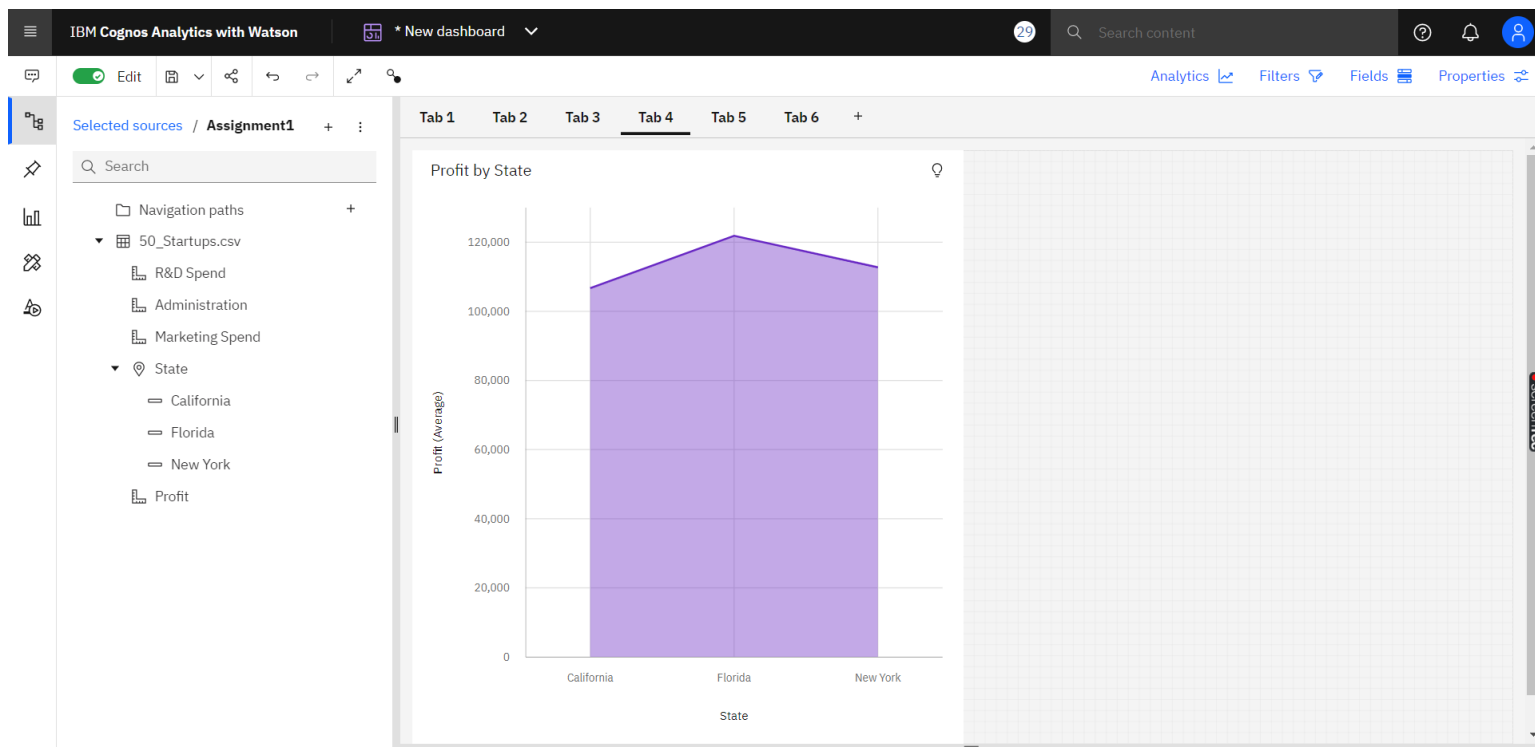 IBM Cognos Analytics with Watson
* New dashboard
29
Search content
Edit
Analytics
Filters
Fields
Properties
Selected sources / Assignment1
Tab 1
Tab 2
Tab 3
Tab 4
Tab 5
Tab 6
Search
Navigation paths
50_Startups.csv
R&D Spend
Administration
Marketing Spend
State
California
Florida
New York
Profit
Profit by State
120,000
100,000
80,000
60,000
40,000
20,000
0
Profit (Average)
California
Florida
New York
State